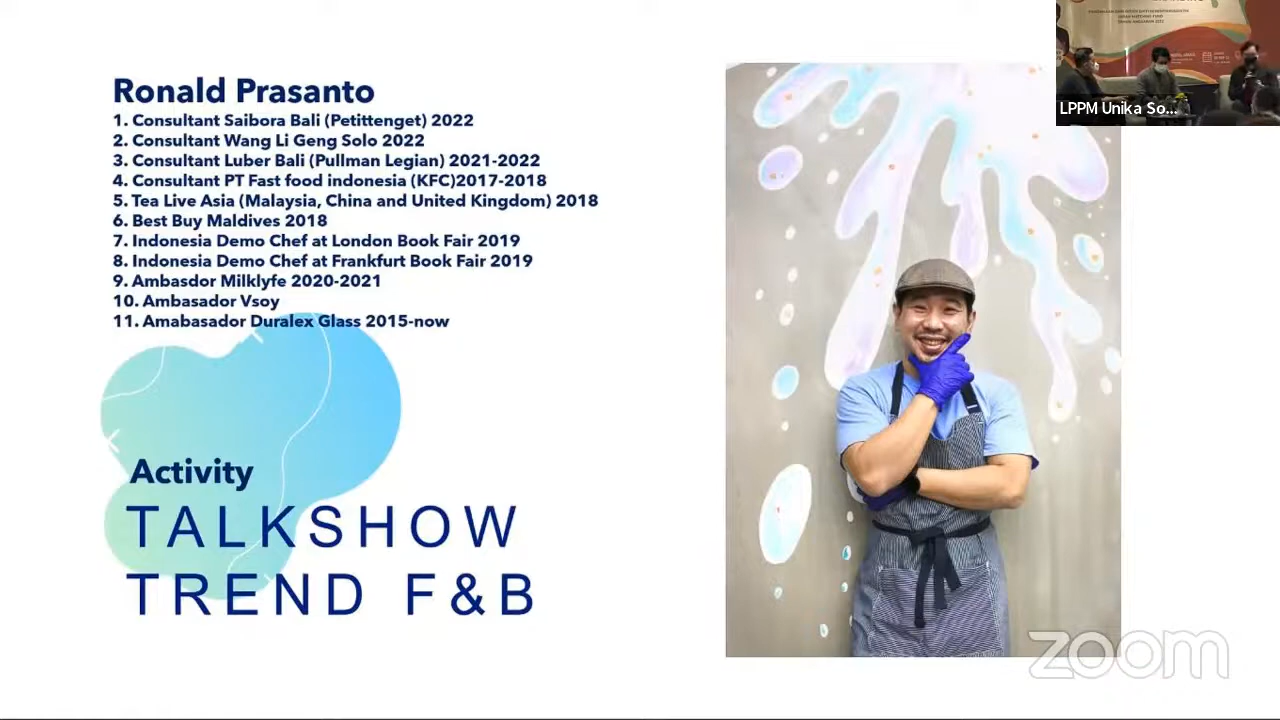 Ronald Prasanto
1. Consultant Saibora Bali (Petittenget) 2022
2. Consultant Wang Li Geng Solo 2022
3. Consultant Luber Bali (Pullman Legian) 2021-2022
4. Consultant PT Fast food indonesia (KFC)2017-2018
5. Tea Live Asia (Malaysia, China and United Kingdom) 2018
6. Best Buy Maldives 2018
7. Indonesia Demo Chef at London Book Fair 2019
8. Indonesia Demo Chef at Frankfurt Book Fair 2019
9. Ambasdor Milklyfe 2020-2021
10. Ambasador Vsoy
11. Amabasador Duralex Glass 2015-now
Activity
TALKSHOW
TREND F&B
LPPM Unika So...
zoom